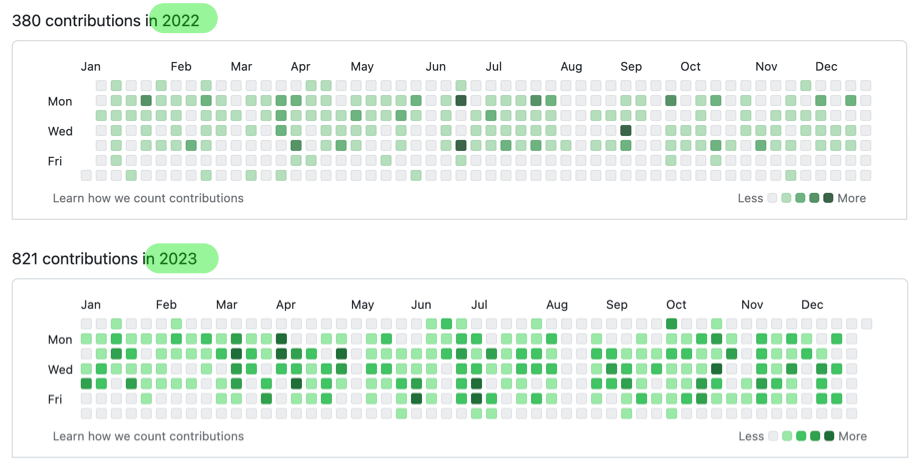 380 contributions in 2022
Jan Feb Mar Apr May Jun Jul Aug Sep Oct Nov Dec
Mon
Wed
Fri
Learn how we count contributions Less More
821 contributions in 2023
Jan Feb Mar Apr May Jun Jul Aug Sep Oct Nov Dec
Mon
Wed
Fri
Learn how we count contributions Less More